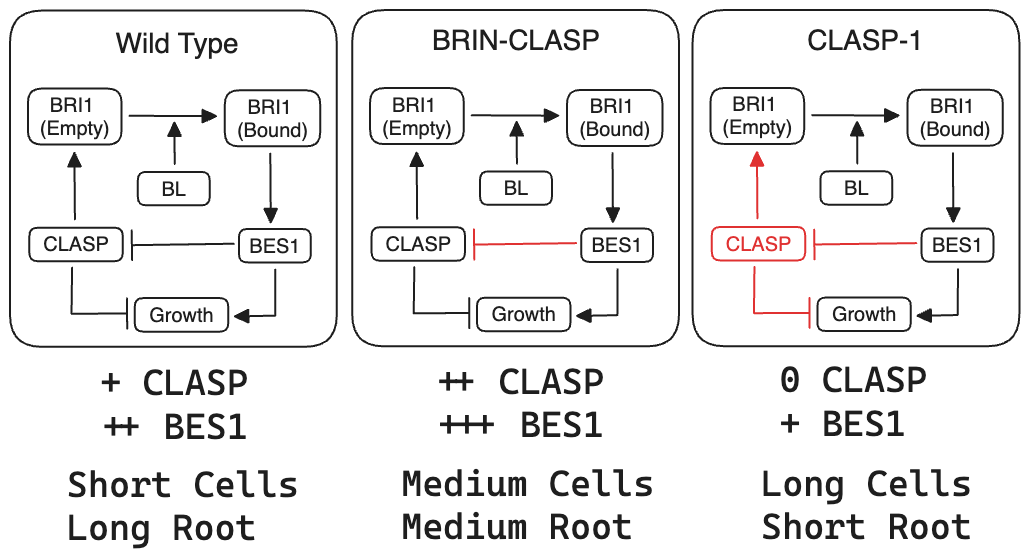 Wild Type
BRI1
(Empty)
BRI1
(Bound)
BL
CLASP
BES1
Growth
+ CLASP
++ BES1
Short Cells
Long Root
BRIN-CLASP
BRI1
(Empty)
BRI1
(Bound)
BL
CLASP
BES1
Growth
++ CLASP
+++ BES1
Medium Cells
Medium Root
CLASP-1
BRI1
(Empty)
BRI1
(Bound)
BL
CLASP
BES1
Growth
0 CLASP
+ BES1
Long Cells
Short Root